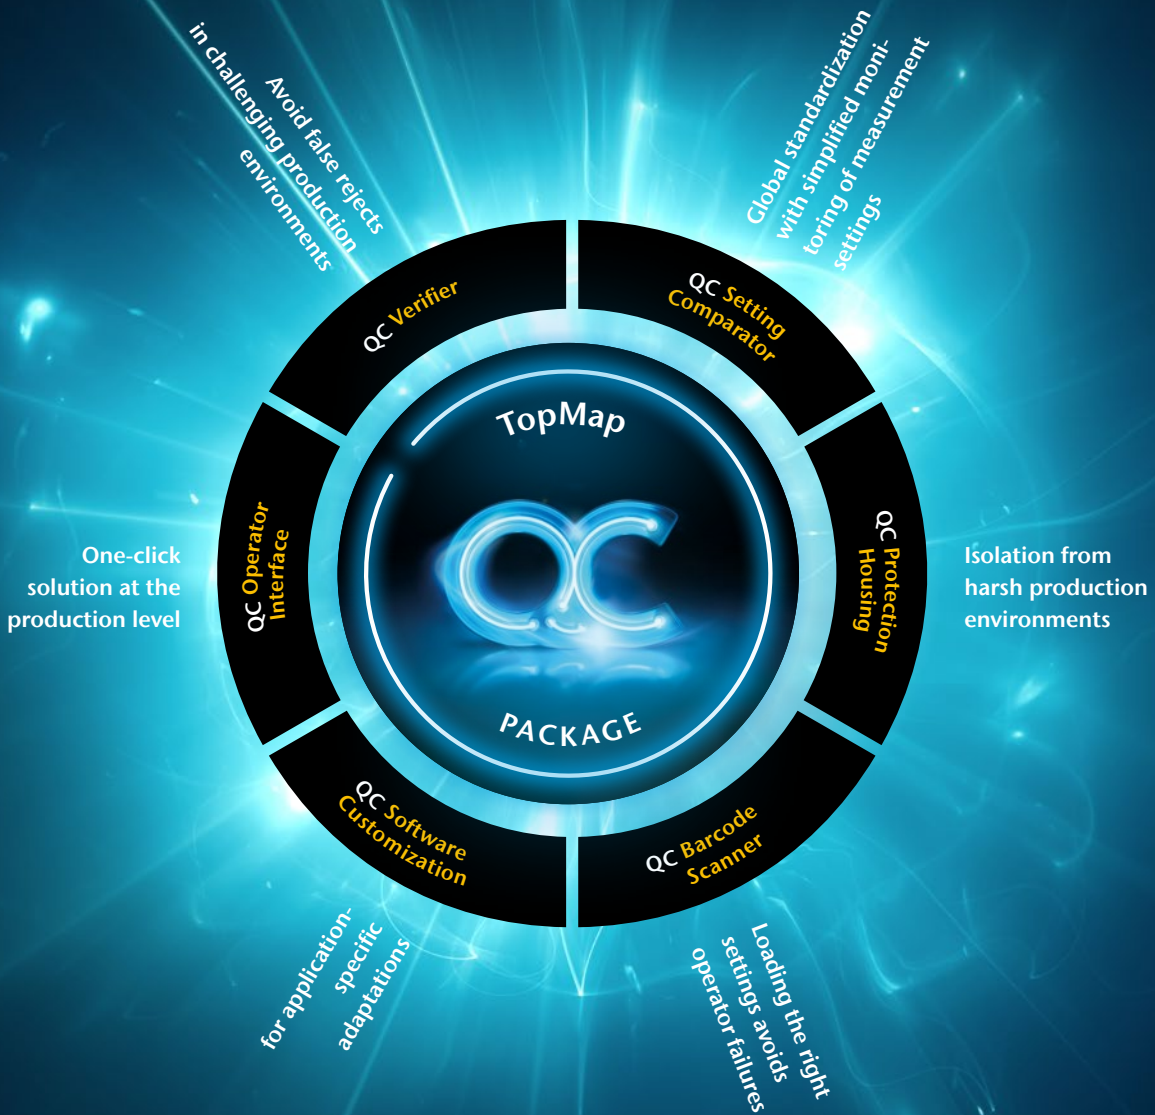 Avoid false rejects
in challenging production
environments
Global standardization
with simplified moni-
toring of measurement
settings
QC Verifier
QC Setting
Comparator
TopMap
QC
PACKAGE
QC Operator
Interface
One-click
solution at the
production level
QC Protection
Housing
Isolation from
harsh production
environments
QC Software
Customization
for application-
specific
adaptations
QC Barcode
Scanner
Loading the right
settings avoids
operator failures